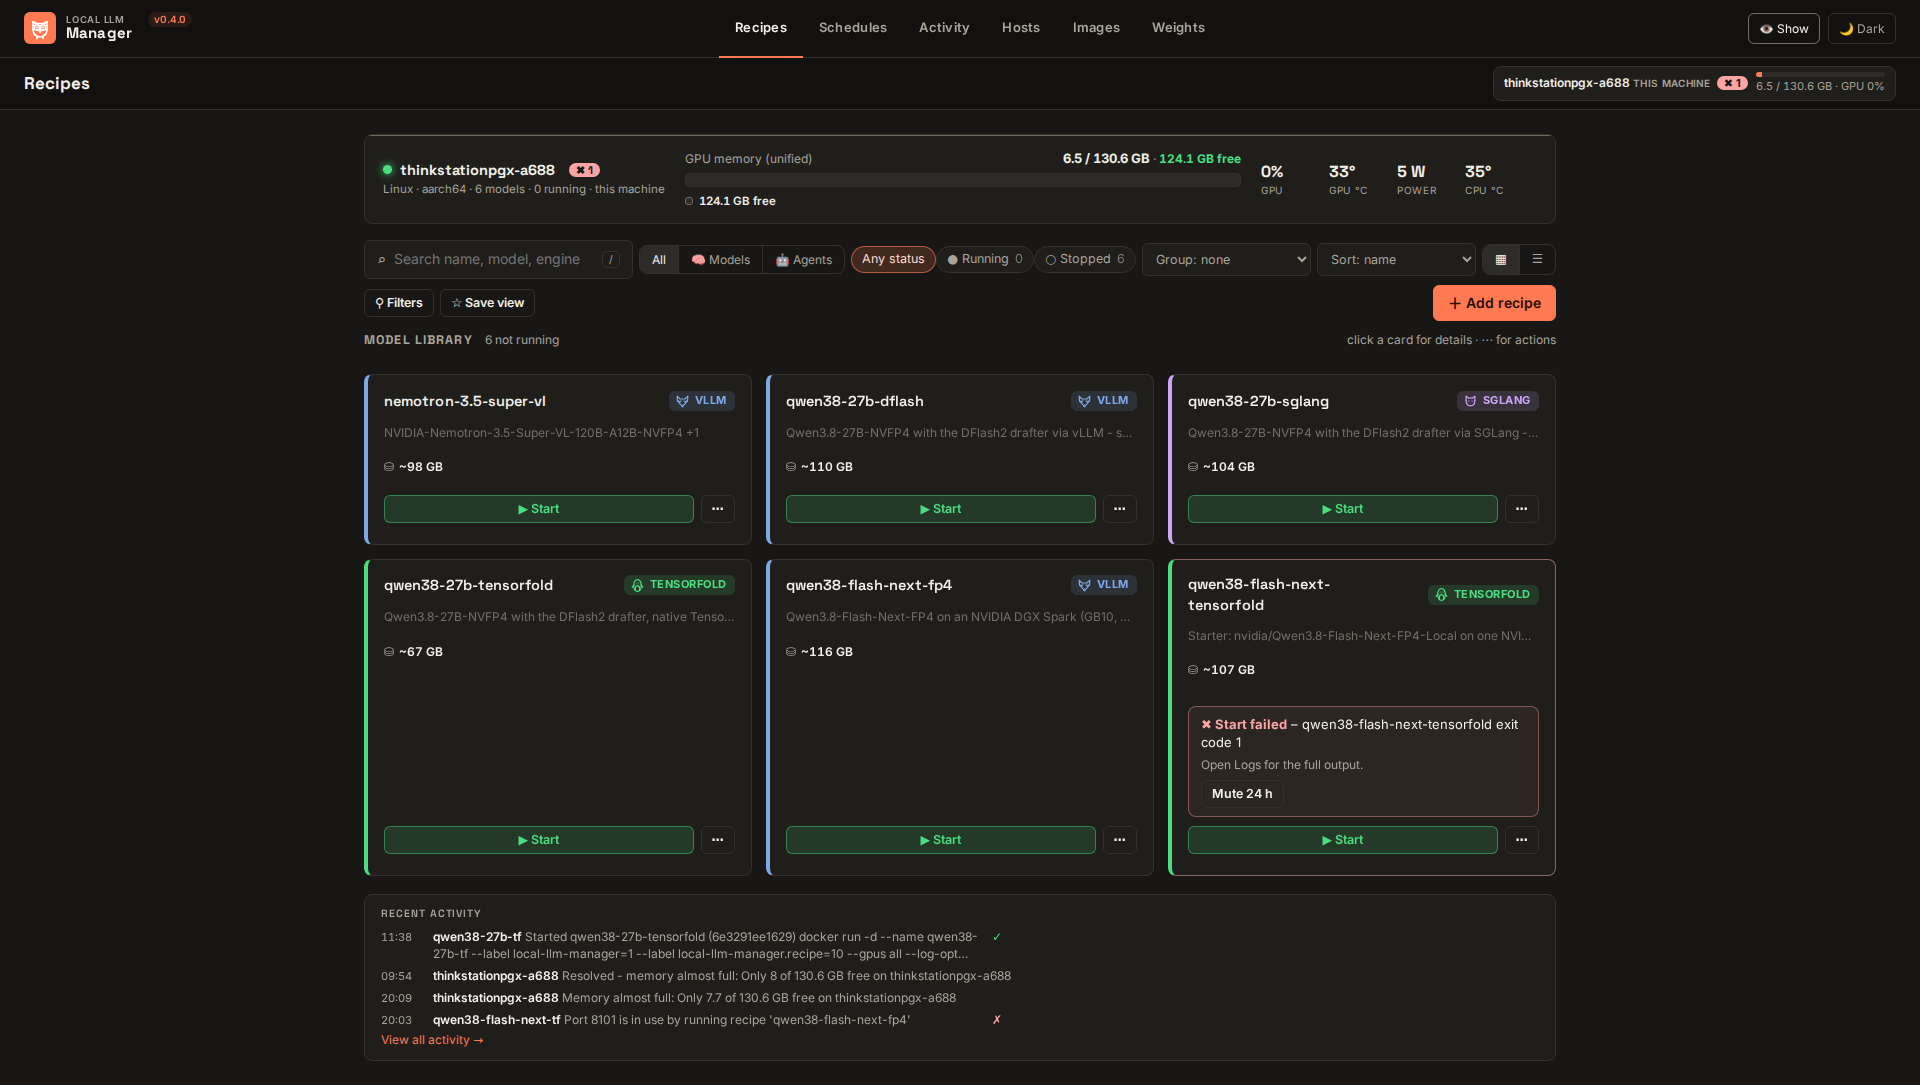 LOCAL LLM
Manager
v0.4.0
Recipes
Schedules
Activity
Hosts
Images
Weights
Show
Dark
Recipes
thinkstationpgx-a688 THIS MACHINE ✖ 1
6.5 / 130.6 GB · GPU 0%
thinkstationpgx-a688 ✖ 1
Linux · aarch64 · 6 models · 0 running · this machine
GPU memory (unified)
6.5 / 130.6 GB · 124.1 GB free
124.1 GB free
0%
GPU
33°
GPU °C
5 W
POWER
35°
CPU °C
Search name, model, engine /
All
Models
Agents
Any status
Running 0
Stopped 6
Group: none
Sort: name
Filters
☆ Save view
+ Add recipe
MODEL LIBRARY 6 not running
click a card for details · ··· for actions
nemotron-3.5-super-vl
VLLM
NVIDIA-Nemotron-3.5-Super-VL-120B-A12B-NVFP4 +1
~98 GB
▶ Start
···
qwen38-27b-dflash
VLLM
Qwen3.8-27B-NVFP4 with the DFlash2 drafter via vLLM - s...
~110 GB
▶ Start
···
qwen38-27b-sglang
SGLANG
Qwen3.8-27B-NVFP4 with the DFlash2 drafter via SGLang -...
~104 GB
▶ Start
···
qwen38-27b-tensorfold
TENSORFOLD
Qwen3.8-27B-NVFP4 with the DFlash2 drafter, native Tenso...
~67 GB
▶ Start
···
qwen38-flash-next-fp4
VLLM
Qwen3.8-Flash-Next-FP4 on an NVIDIA DGX Spark (GB10, ...
~116 GB
▶ Start
···
qwen38-flash-next-
tensorfold
TENSORFOLD
Starter: nvidia/Qwen3.8-Flash-Next-FP4-Local on one NVI...
~107 GB
✖ Start failed – qwen38-flash-next-tensorfold exit
code 1
Open Logs for the full output.
Mute 24 h
▶ Start
···
RECENT ACTIVITY
11:38 qwen38-27b-tf Started qwen38-27b-tensorfold (6e3291ee1629) docker run -d --name qwen38- ✓
27b-tf --label local-llm-manager=1 --label local-llm-manager.recipe=10 --gpus all --log-opt...
09:54 thinkstationpgx-a688 Resolved - memory almost full: Only 8 of 130.6 GB free on thinkstationpgx-a688
20:09 thinkstationpgx-a688 Memory almost full: Only 7.7 of 130.6 GB free on thinkstationpgx-a688
20:03 qwen38-flash-next-tf Port 8101 is in use by running recipe 'qwen38-flash-next-fp4' ✗
View all activity →